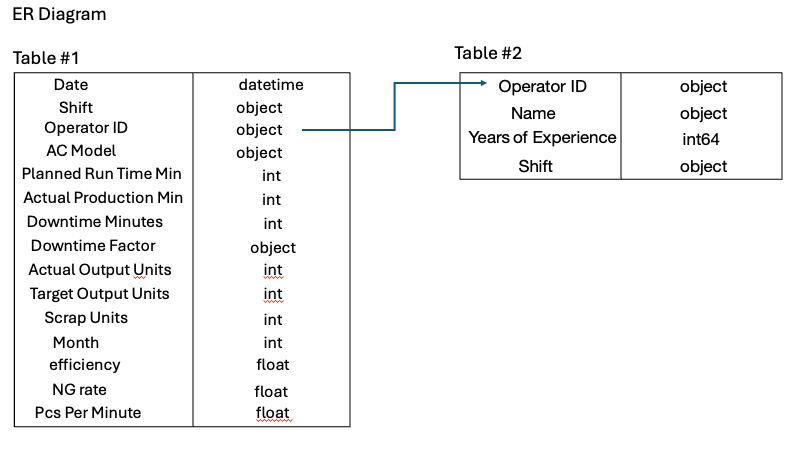 ER Diagram
Table #1
Date datetime
Shift object
Operator ID object
AC Model object
Planned Run Time Min int
Actual Production Min int
Downtime Minutes int
Downtime Factor object
Actual Output Units int
Target Output Units int
Scrap Units int
Month int
efficiency float
NG rate float
Pcs Per Minute float
Table #2
Operator ID object
Name object
Years of Experience int64
Shift object